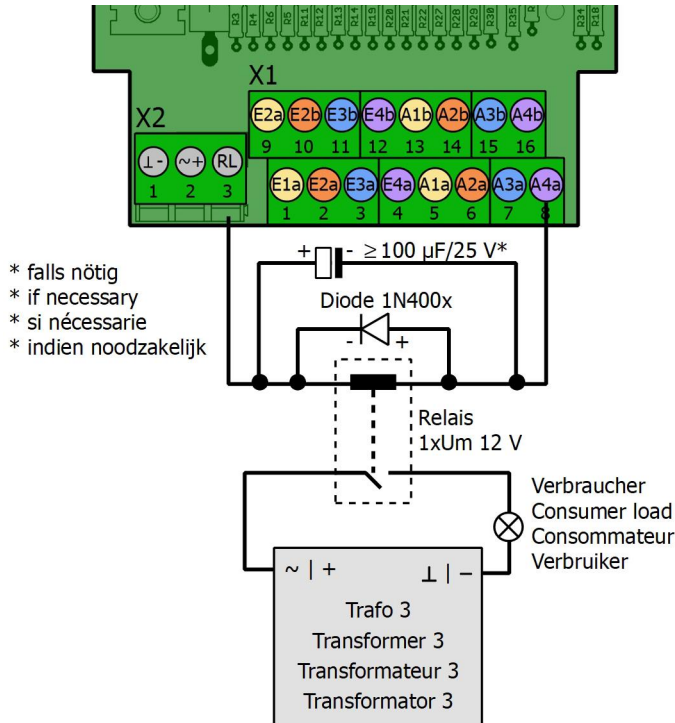 R3 R4 R6 R5 R11 R12 R13 R14 R19 R20 R21 R22 R27 R28 R29 R30 R35 R34 R18
X1
X2
E2a E2b E3b E4b A1b A2b A3b A4b
9 10 11 12 13 14 15 16
⊥- ~+ RL
1 2 3
E1a E2a E3a E4a A1a A2a A3a A4a
1 2 3 4 5 6 7 8
+ - ≥100 µF/25 V*
* falls nötig
* if necessary
* si nécessarie
* indien noodzakelijk
Diode 1N400x
- +
Relais
1xUm 12 V
Verbraucher
Consumer load
Consommateur
Verbruiker
~ | + ⊥ | −
Trafo 3
Transformer 3
Transformateur 3
Transformator 3